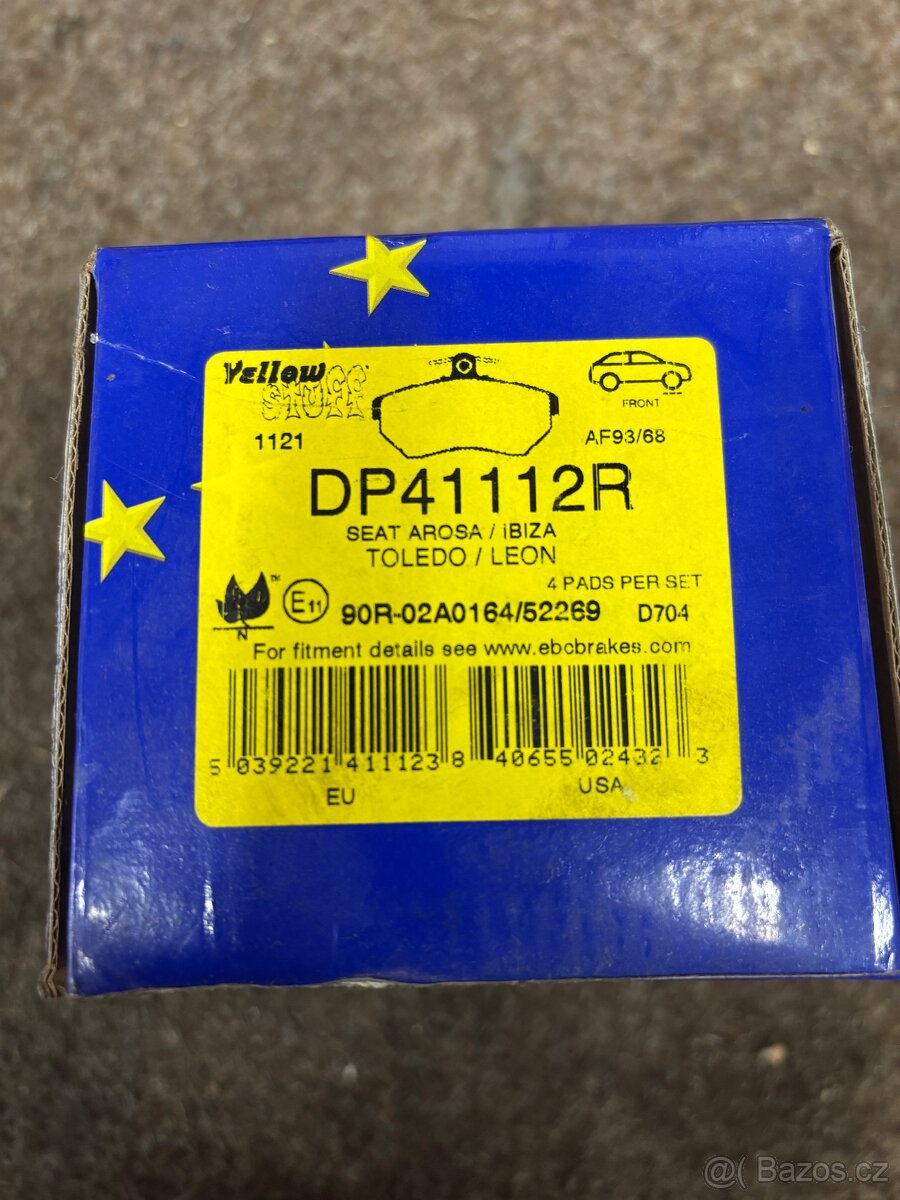 Yellow
STUFF
FRONT
1121
AF93/68
DP41112R
SEAT AROSA / IBIZA
TOLEDO / LEON
4 PADS PER SET
TM
N
E11
90R-02A0164/52269 D704
For fitment details see www.ebcbrakes.com
5 039221 411123 8 40655 02432 3
EU USA
@( Bazos.cz